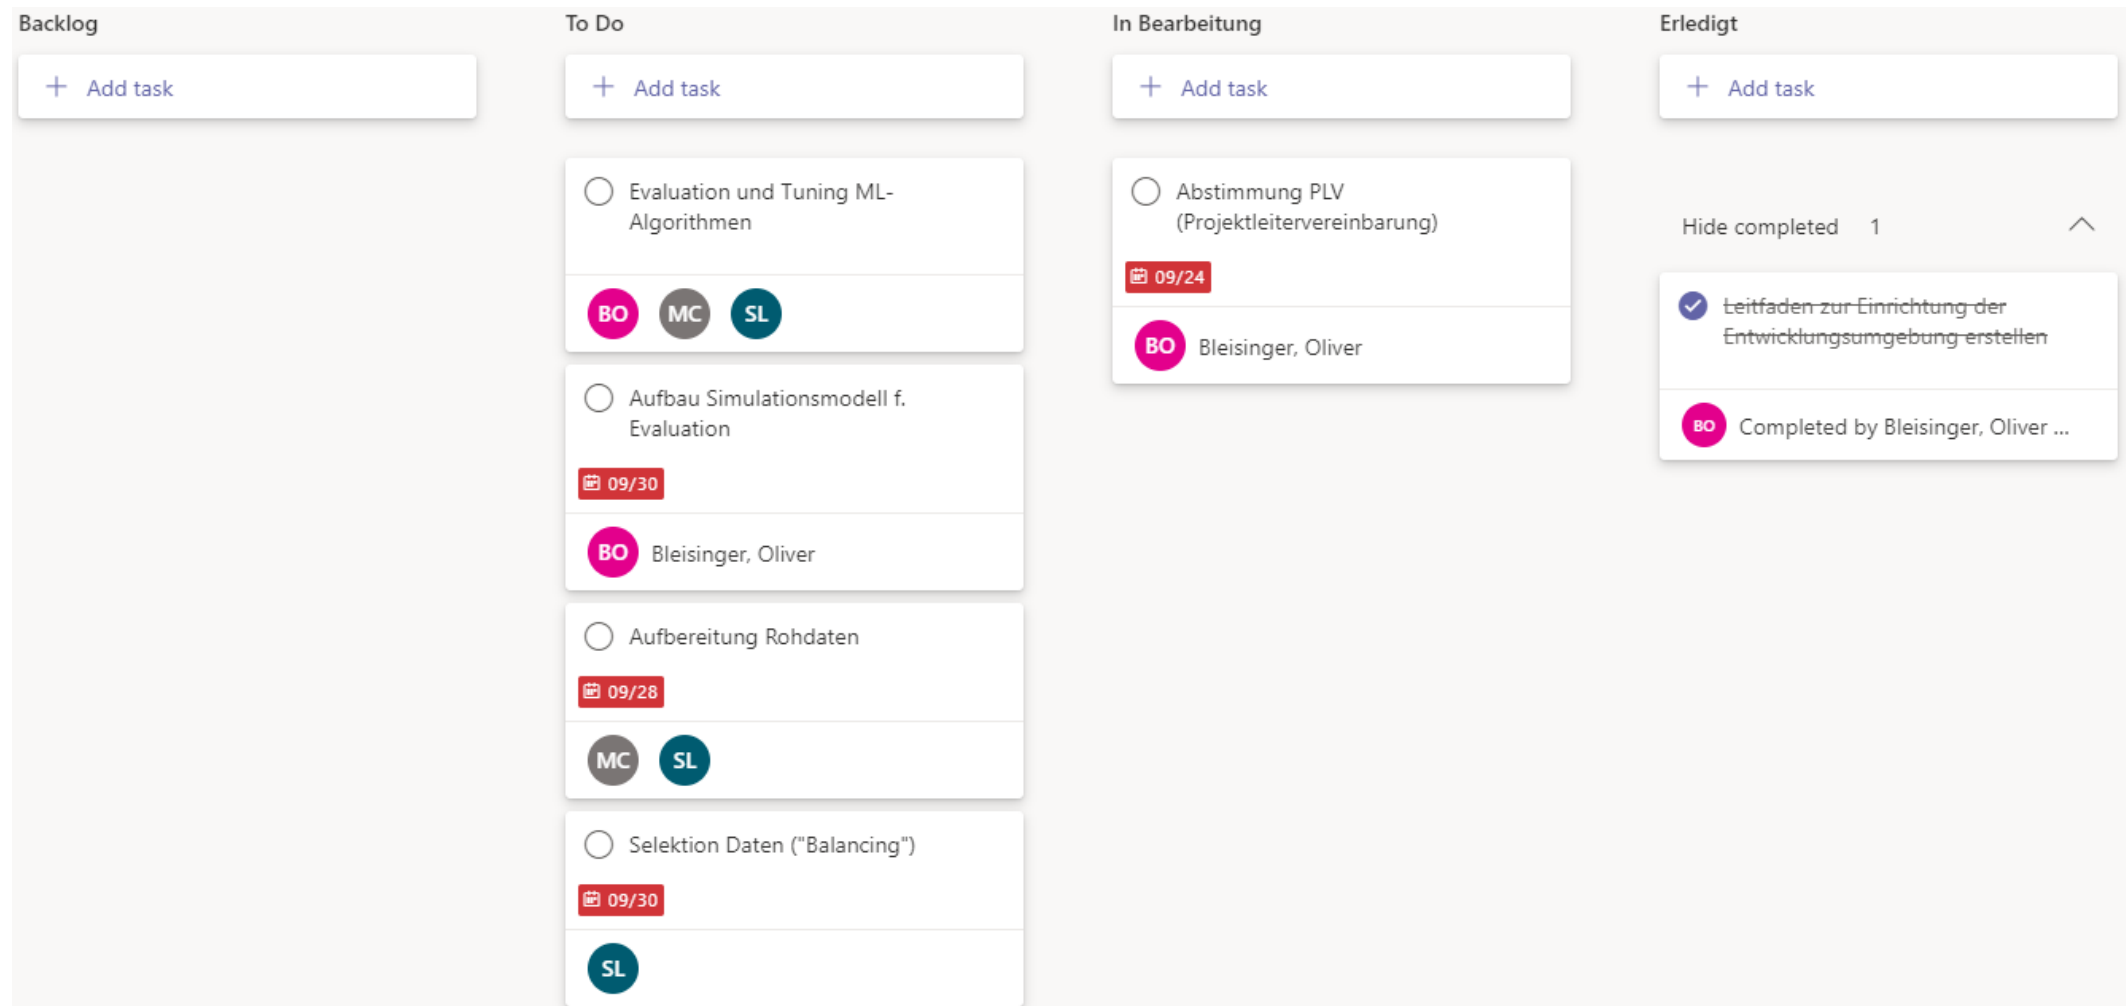 Backlog
+ Add task
To Do
+ Add task
Evaluation und Tuning ML-
Algorithmen
BO MC SL
Aufbau Simulationsmodell f.
Evaluation
09/30
BO Bleisinger, Oliver
Aufbereitung Rohdaten
09/28
MC SL
Selektion Daten ("Balancing")
09/30
SL
In Bearbeitung
+ Add task
Abstimmung PLV
(Projektleitervereinbarung)
09/24
BO Bleisinger, Oliver
Erledigt
+ Add task
Hide completed 1
Leitfaden zur Einrichtung der
Entwicklungsumgebung erstellen
BO Completed by Bleisinger, Oliver ...